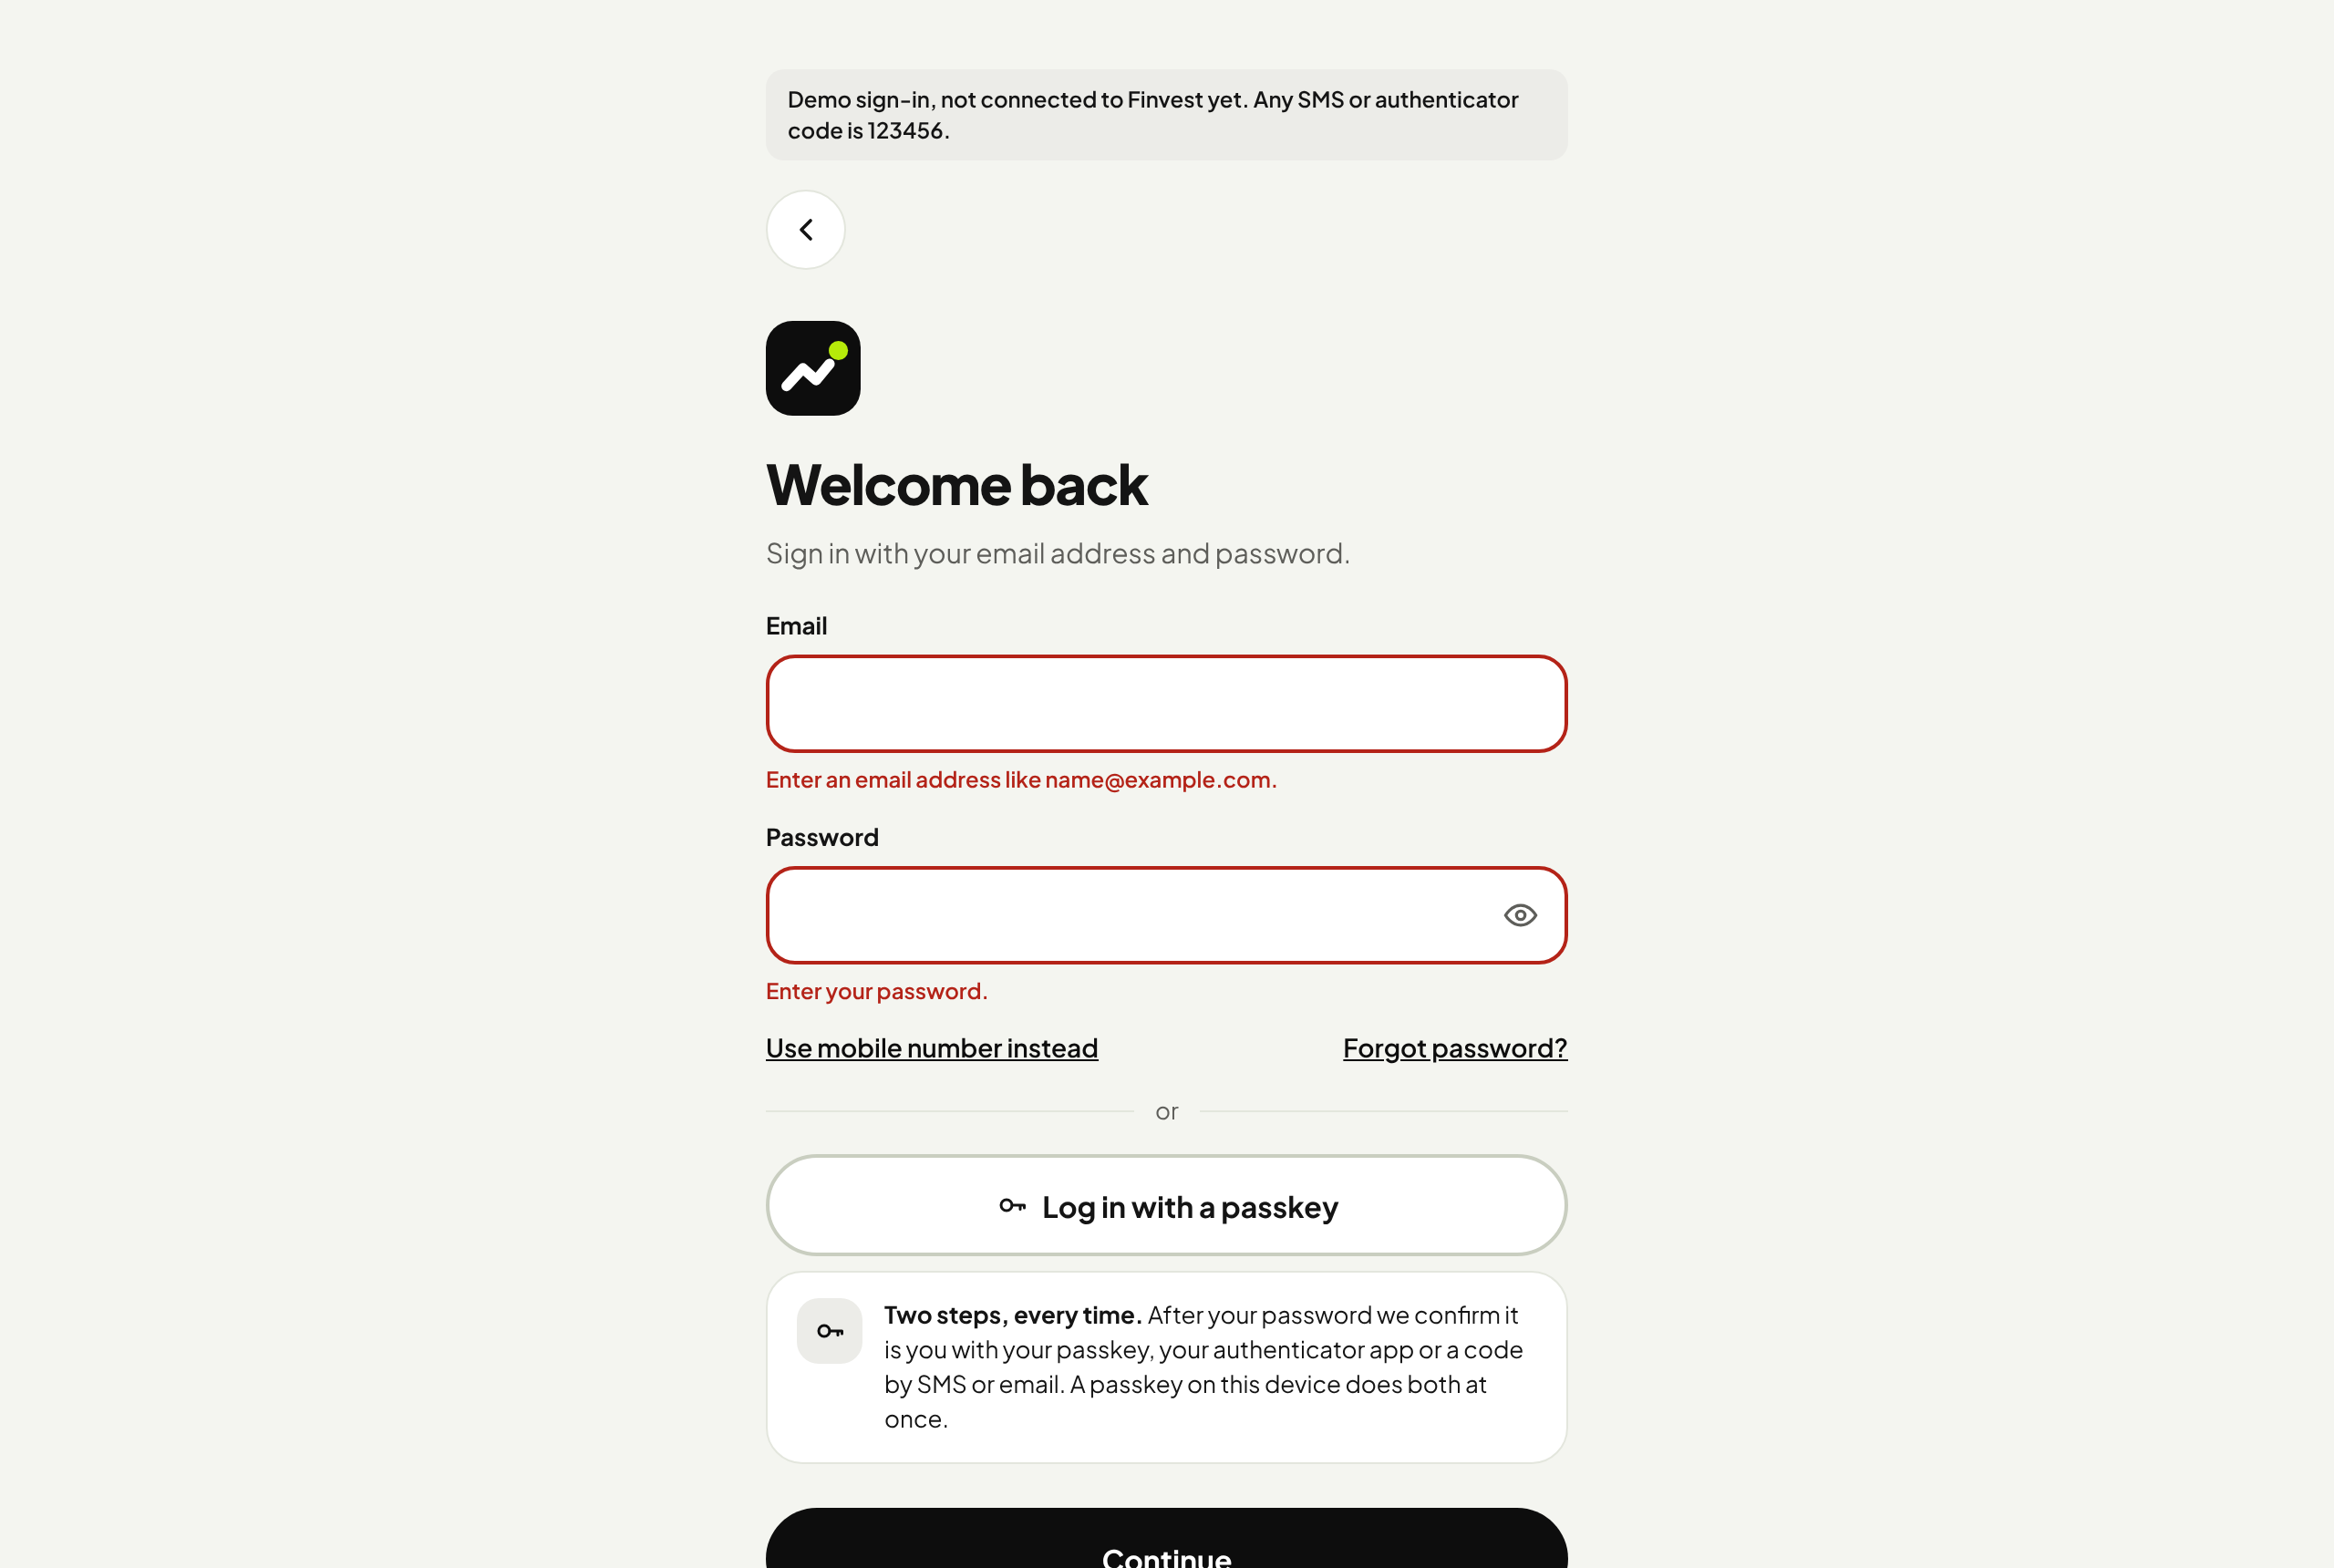 Demo sign-in, not connected to Finvest yet. Any SMS or authenticator
code is 123456.
Welcome back
Sign in with your email address and password.
Email
Enter an email address like name@example.com.
Password
Enter your password.
Use mobile number instead
Forgot password?
or
Log in with a passkey
Two steps, every time. After your password we confirm it
is you with your passkey, your authenticator app or a code
by SMS or email. A passkey on this device does both at
once.
Continue